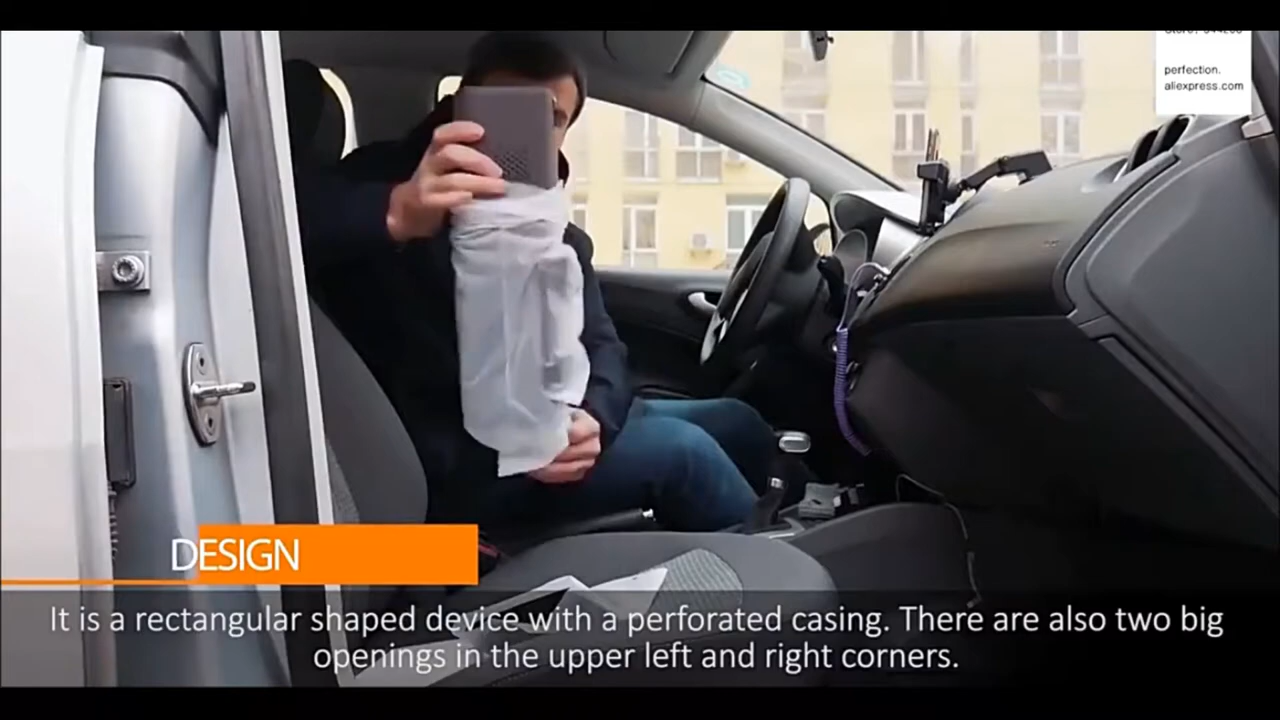 perfection.
aliexpress.com
DESIGN
It is a rectangular shaped device with a perforated casing. There are also two big
openings in the upper left and right corners.